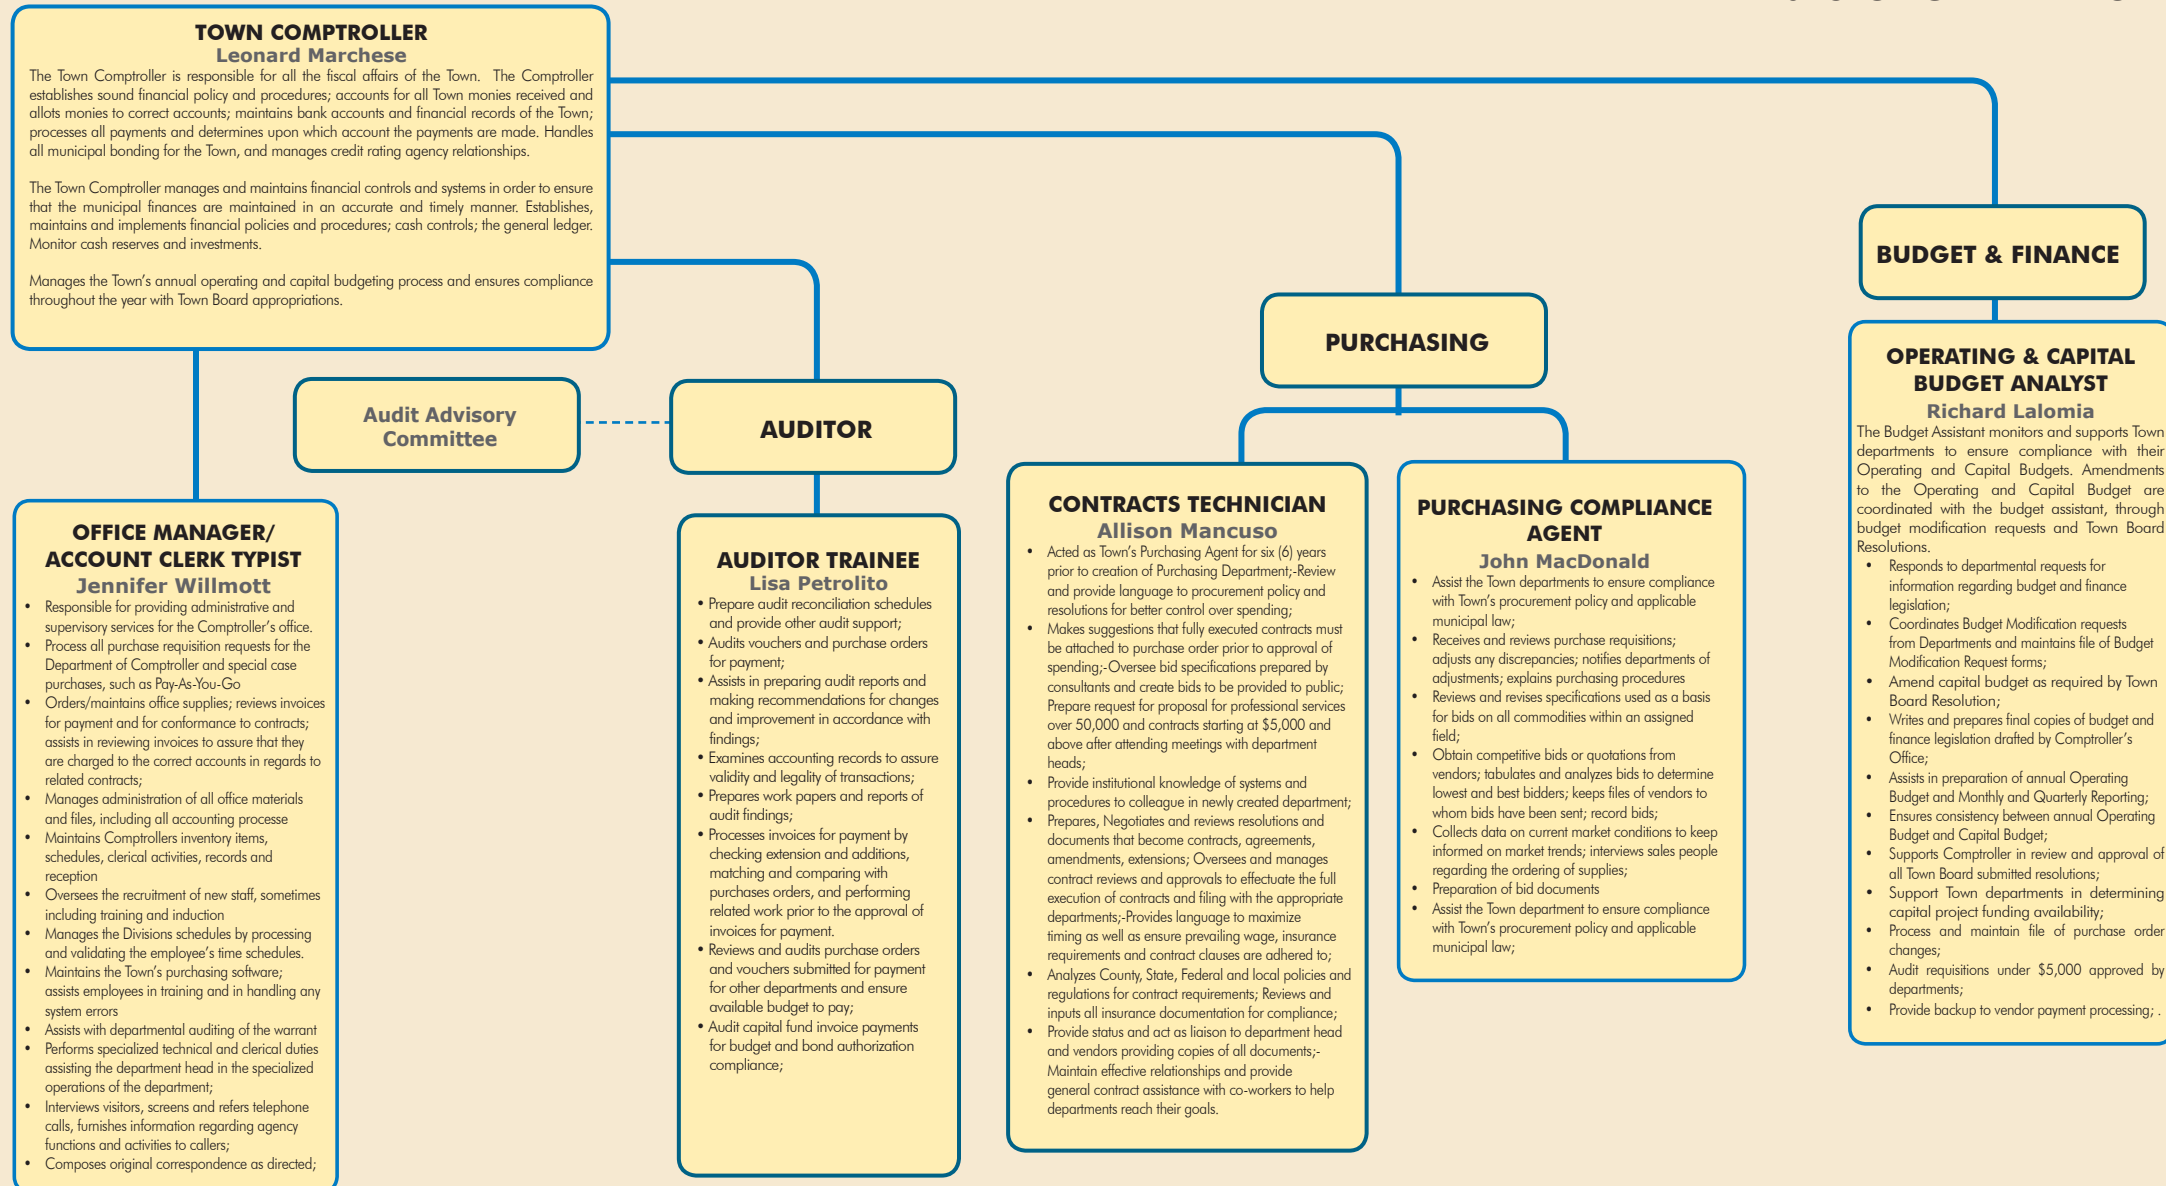 TOWN COMPTROLLER
Leonard Marchese
The Town Comptroller is responsible for all the fiscal affairs of the Town. The Comptroller
establishes sound financial policy and procedures; accounts for all Town monies received and
allots monies to correct accounts; maintains bank accounts and financial records of the Town;
processes all payments and determines upon which account the payments are made. Handles
all municipal bonding for the Town, and manages credit rating agency relationships.
The Town Comptroller manages and maintains financial controls and systems in order to ensure
that the municipal finances are maintained in an accurate and timely manner. Establishes,
maintains and implements financial policies and procedures; cash controls; the general ledger.
Monitor cash reserves and investments.
Manages the Town's annual operating and capital budgeting process and ensures compliance
throughout the year with Town Board appropriations.
Audit Advisory
Committee
AUDITOR
PURCHASING
BUDGET & FINANCE
OFFICE MANAGER/
ACCOUNT CLERK TYPIST
Jennifer Willmott
• Responsible for providing administrative and
supervisory services for the Comptroller's office.
• Process all purchase requisition requests for the
Department of Comptroller and special case
purchases, such as Pay-As-You-Go
• Orders/maintains office supplies; reviews invoices
for payment and for conformance to contracts;
assists in reviewing invoices to assure that they
are charged to the correct accounts in regards to
related contracts;
• Manages administration of all office materials
and files, including all accounting processe
• Maintains Comptrollers inventory items,
schedules, clerical activities, records and
reception
• Oversees the recruitment of new staff, sometimes
including training and induction
• Manages the Divisions schedules by processing
and validating the employee's time schedules.
• Maintains the Town's purchasing software;
assists employees in training and in handling any
system errors
• Assists with departmental auditing of the warrant
• Performs specialized technical and clerical duties
assisting the department head in the specialized
operations of the department;
• Interviews visitors, screens and refers telephone
calls, furnishes information regarding agency
functions and activities to callers;
• Composes original correspondence as directed;
AUDITOR TRAINEE
Lisa Petrolito
• Prepare audit reconciliation schedules
and provide other audit support;
• Audits vouchers and purchase orders
for payment;
• Assists in preparing audit reports and
making recommendations for changes
and improvement in accordance with
findings;
• Examines accounting records to assure
validity and legality of transactions;
• Prepares work papers and reports of
audit findings;
• Processes invoices for payment by
checking extension and additions,
matching and comparing with
purchases orders, and performing
related work prior to the approval of
invoices for payment.
• Reviews and audits purchase orders
and vouchers submitted for payment
for other departments and ensure
available budget to pay;
• Audit capital fund invoice payments
for budget and bond authorization
compliance;
CONTRACTS TECHNICIAN
Allison Mancuso
• Acted as Town's Purchasing Agent for six (6) years
prior to creation of Purchasing Department;-Review
and provide language to procurement policy and
resolutions for better control over spending;
• Makes suggestions that fully executed contracts must
be attached to purchase order prior to approval of
spending;-Oversee bid specifications prepared by
consultants and create bids to be provided to public;
Prepare request for proposal for professional services
over 50,000 and contracts starting at $5,000 and
above after attending meetings with department
heads;
• Provide institutional knowledge of systems and
procedures to colleague in newly created department;
• Prepares, Negotiates and reviews resolutions and
documents that become contracts, agreements,
amendments, extensions; Oversees and manages
contract reviews and approvals to effectuate the full
execution of contracts and filing with the appropriate
departments;-Provides language to maximize
timing as well as ensure prevailing wage, insurance
requirements and contract clauses are adhered to;
• Analyzes County, State, Federal and local policies and
regulations for contract requirements; Reviews and
inputs all insurance documentation for compliance;
• Provide status and act as liaison to department head
and vendors providing copies of all documents;-
Maintain effective relationships and provide
general contract assistance with co-workers to help
departments reach their goals.
PURCHASING COMPLIANCE
AGENT
John MacDonald
• Assist the Town departments to ensure compliance
with Town's procurement policy and applicable
municipal law;
• Receives and reviews purchase requisitions;
adjusts any discrepancies; notifies departments of
adjustments; explains purchasing procedures
• Reviews and revises specifications used as a basis
for bids on all commodities within an assigned
field;
• Obtain competitive bids or quotations from
vendors; tabulates and analyzes bids to determine
lowest and best bidders; keeps files of vendors to
whom bids have been sent; record bids;
• Collects data on current market conditions to keep
informed on market trends; interviews sales people
regarding the ordering of supplies;
• Preparation of bid documents
• Assist the Town department to ensure compliance
with Town's procurement policy and applicable
municipal law;
OPERATING & CAPITAL
BUDGET ANALYST
Richard Lalomia
The Budget Assistant monitors and supports Town
departments to ensure compliance with their
Operating and Capital Budgets. Amendments
to the Operating and Capital Budget are
coordinated with the budget assistant, through
budget modification requests and Town Board
Resolutions.
• Responds to departmental requests for
information regarding budget and finance
legislation;
• Coordinates Budget Modification requests
from Departments and maintains file of Budget
Modification Request forms;
• Amend capital budget as required by Town
Board Resolution;
• Writes and prepares final copies of budget and
finance legislation drafted by Comptroller's
Office;
• Assists in preparation of annual Operating
Budget and Monthly and Quarterly Reporting;
• Ensures consistency between annual Operating
Budget and Capital Budget;
• Supports Comptroller in review and approval of
all Town Board submitted resolutions;
• Support Town departments in determining
capital project funding availability;
• Process and maintain file of purchase order
changes;
• Audit requisitions under $5,000 approved by
departments;
• Provide backup to vendor payment processing; .